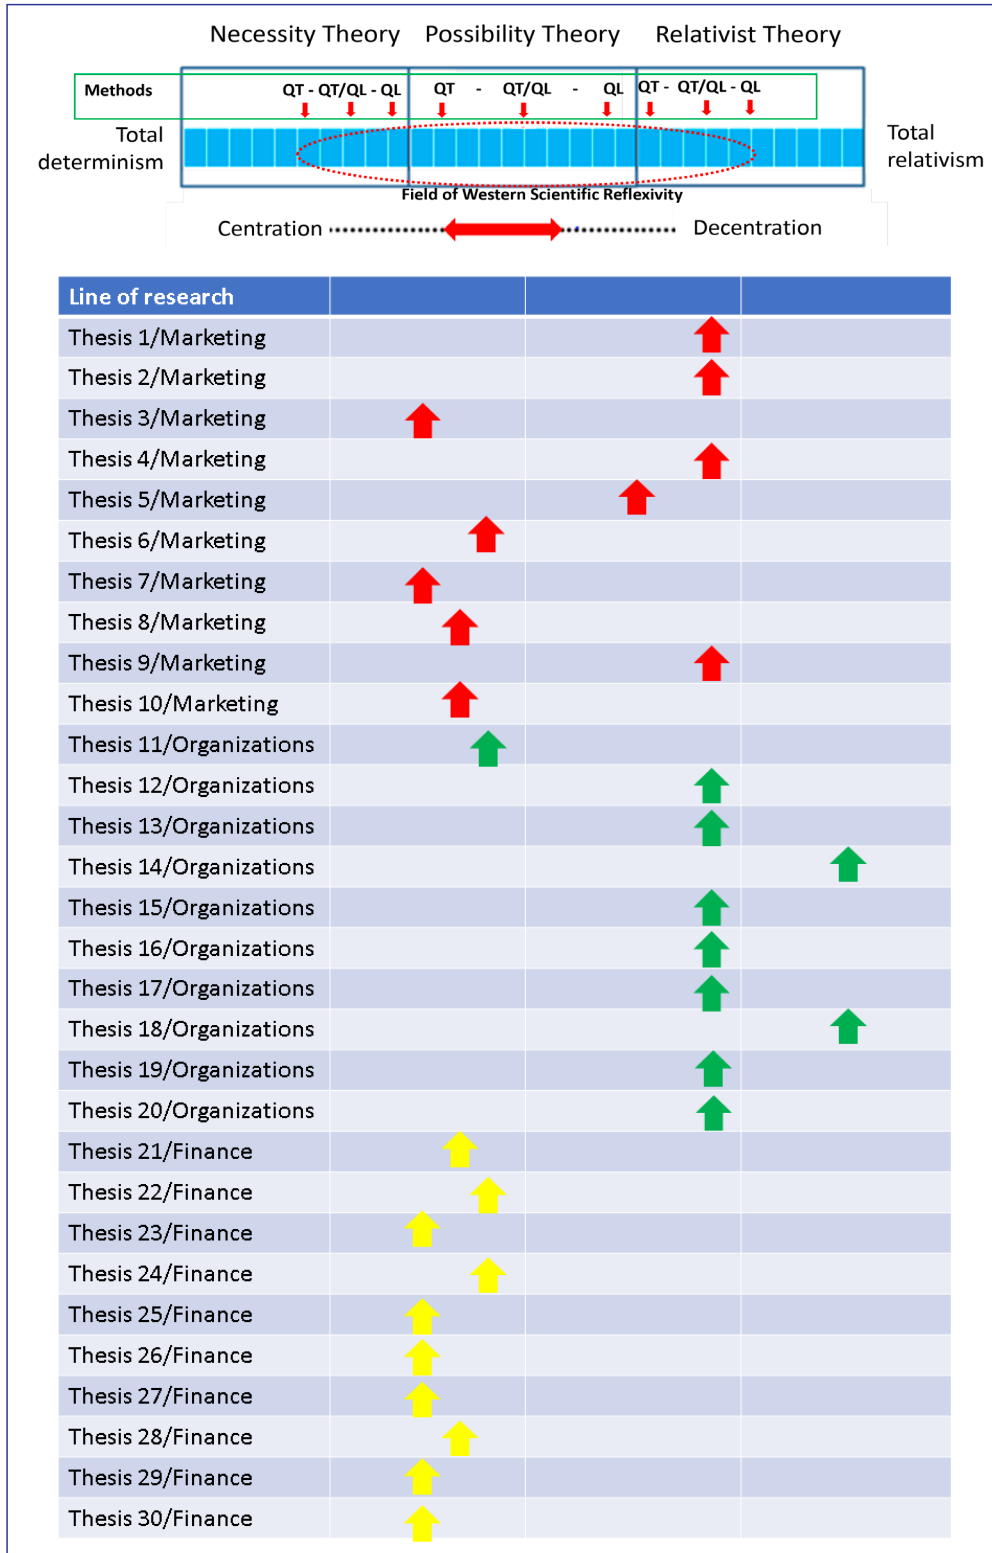 Necessity Theory Possibility Theory Relativist Theory
Methods QT - QT/QL - QL QT - QT/QL - QL QT - QT/QL - QL
Total determinism
Total relativism
Field of Western Scientific Reflexivity
Centration Decentration
Line of research
Thesis 1/Marketing
Thesis 2/Marketing
Thesis 3/Marketing
Thesis 4/Marketing
Thesis 5/Marketing
Thesis 6/Marketing
Thesis 7/Marketing
Thesis 8/Marketing
Thesis 9/Marketing
Thesis 10/Marketing
Thesis 11/Organizations
Thesis 12/Organizations
Thesis 13/Organizations
Thesis 14/Organizations
Thesis 15/Organizations
Thesis 16/Organizations
Thesis 17/Organizations
Thesis 18/Organizations
Thesis 19/Organizations
Thesis 20/Organizations
Thesis 21/Finance
Thesis 22/Finance
Thesis 23/Finance
Thesis 24/Finance
Thesis 25/Finance
Thesis 26/Finance
Thesis 27/Finance
Thesis 28/Finance
Thesis 29/Finance
Thesis 30/Finance